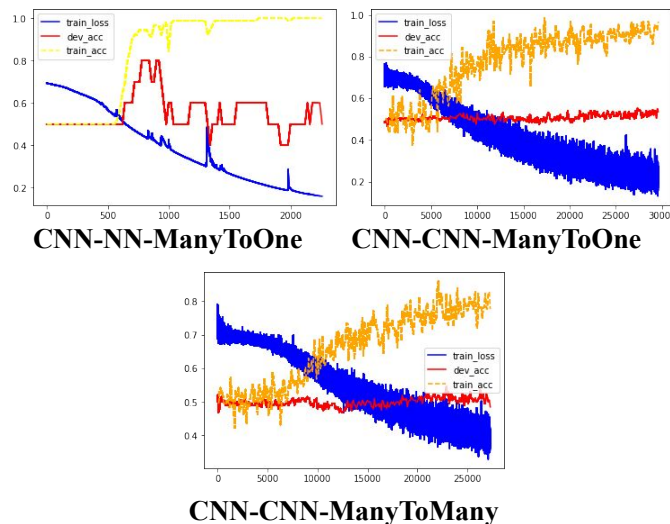 1.0
0.8
0.6
0.4
0.2
train_loss
dev_acc
train_acc
0 500 1000 1500 2000
CNN-NN-ManyToOne
1.0
0.8
0.6
0.4
0.2
train_loss
dev_acc
train_acc
0 5000 10000 15000 20000 25000 3000
CNN-CNN-ManyToOne
0.8
0.7
0.6
0.5
0.4
train_loss
dev_acc
train_acc
0 5000 10000 15000 20000 25000
CNN-CNN-ManyToMany